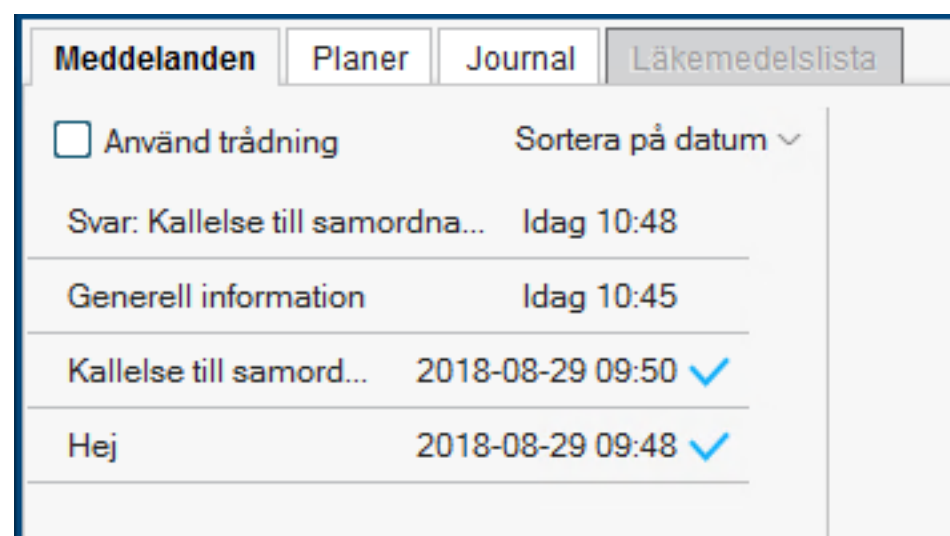 Meddelanden Planer Journal Läkemedelslista
Använd trådning Sortera på datum
Svar: Kallelse till samordna... Idag 10:48
Generell information Idag 10:45
Kallelse till samord... 2018-08-29 09:50
Hej 2018-08-29 09:48